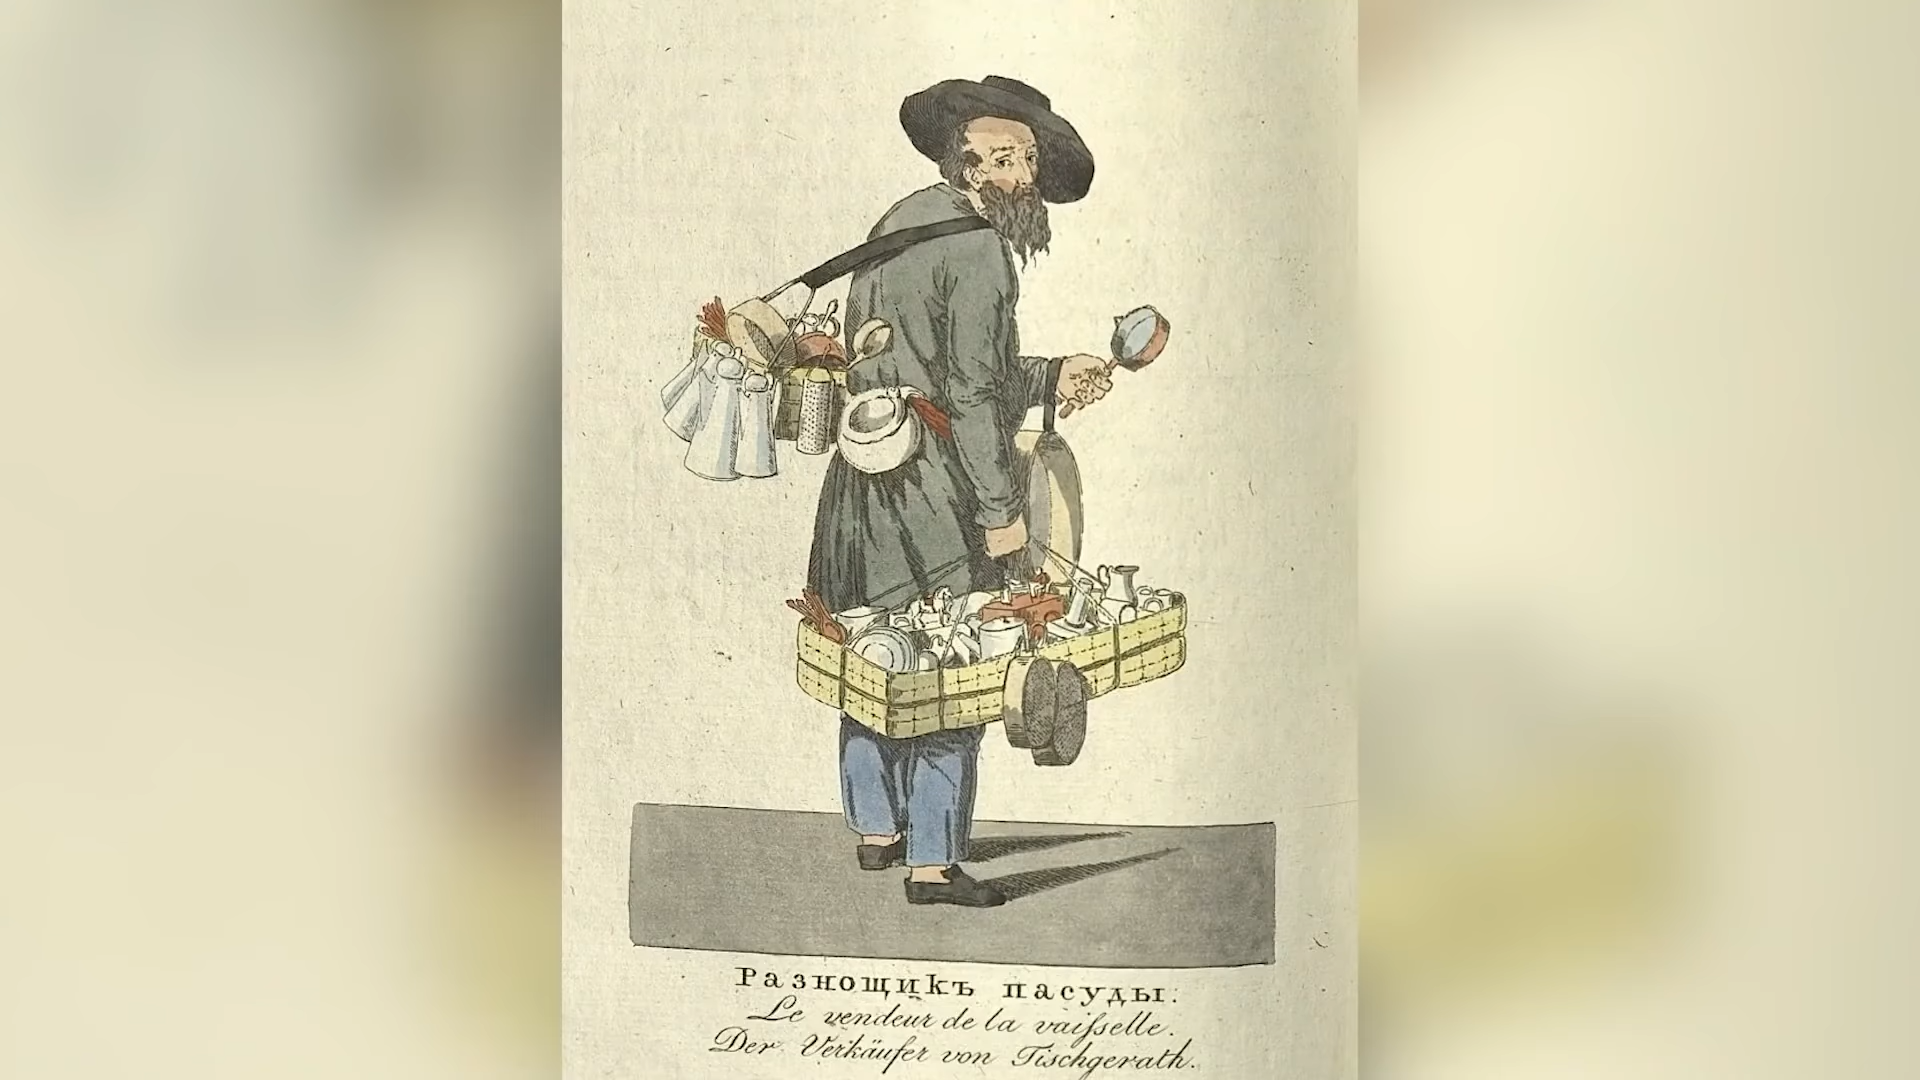 Разнощикъ пасуды.
Le vendeur de la vaisselle.
Der Verkäufer von Tischgerath.